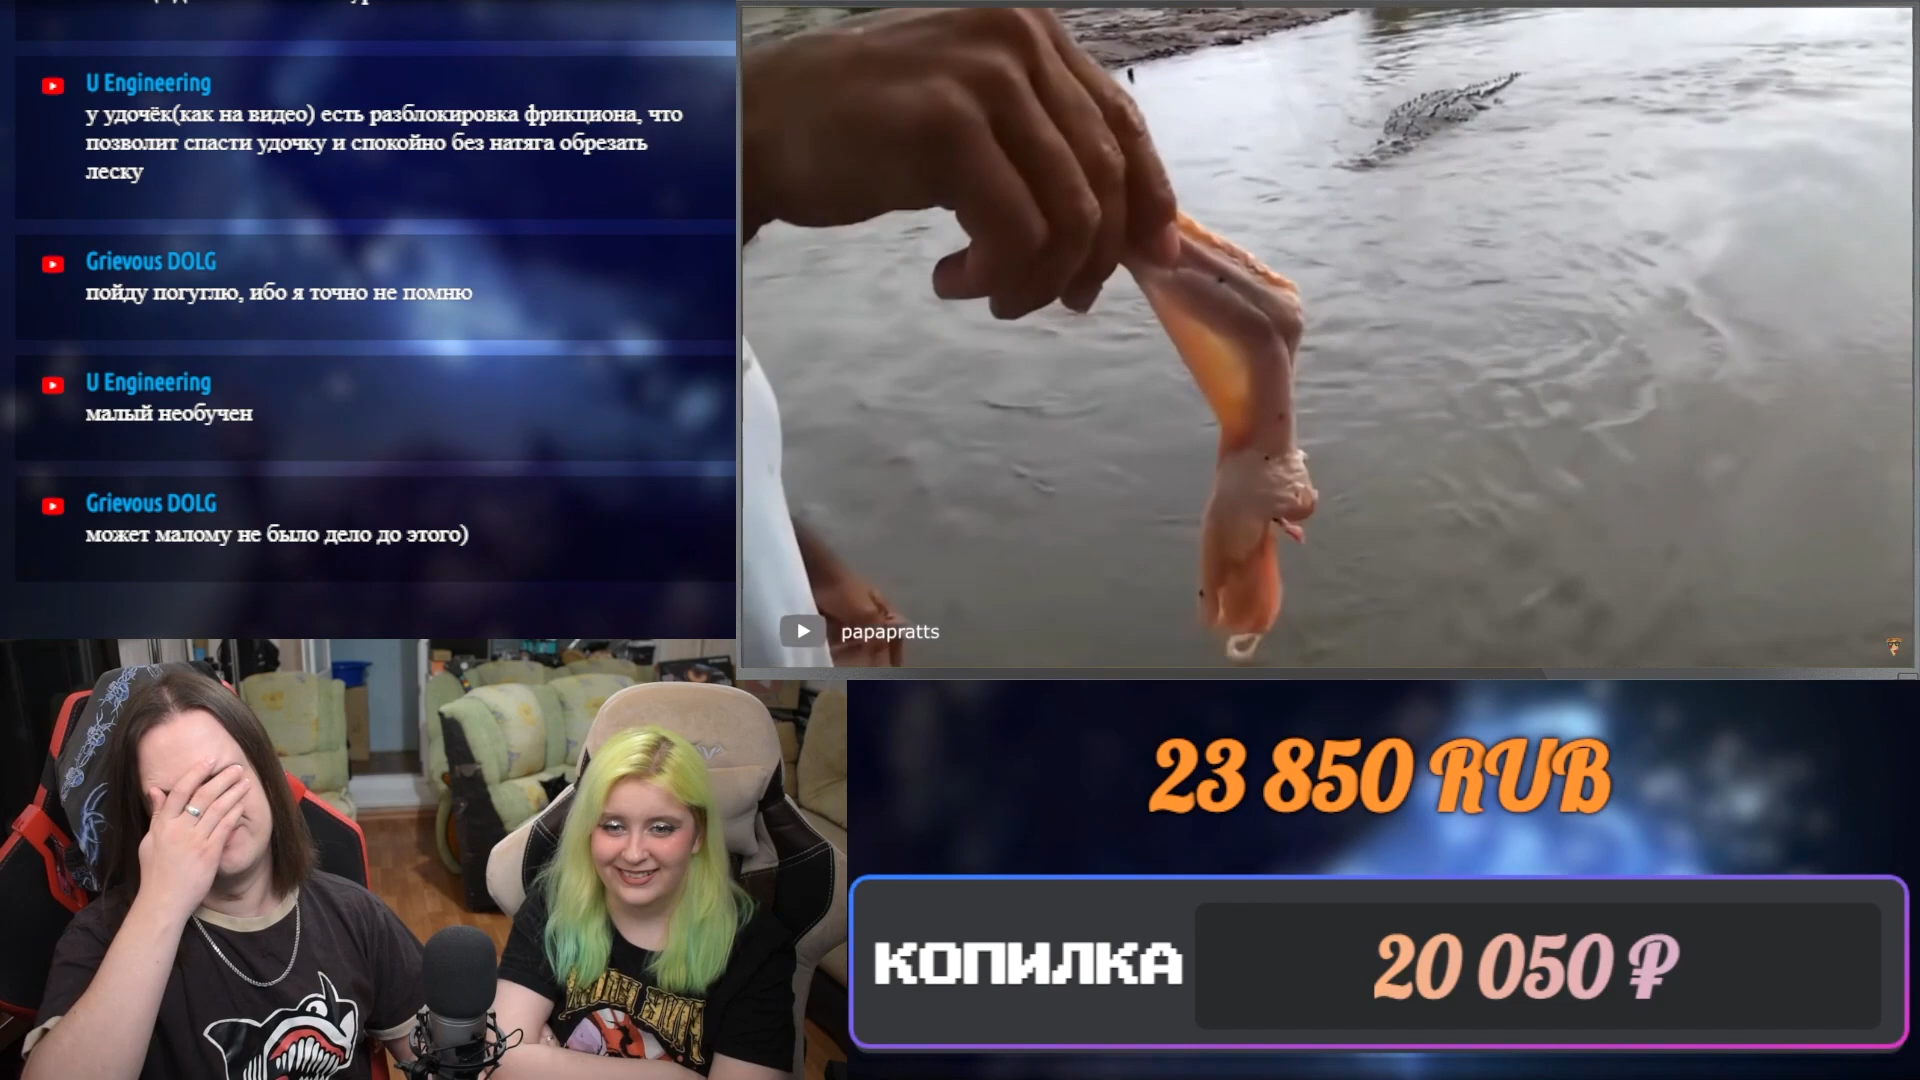 U Engineering
у удочёк(как на видео) есть разблокировка фрикциона, что
позволит спасти удочку и спокойно без натяга обрезать
леску
Grievous DOLG
пойду погуглю, ибо я точно не помню
U Engineering
малый необучен
Grievous DOLG
может малому не было дело до этого)
papapratts
23 850 RUB
КОПИЛКА
20 050 ₽